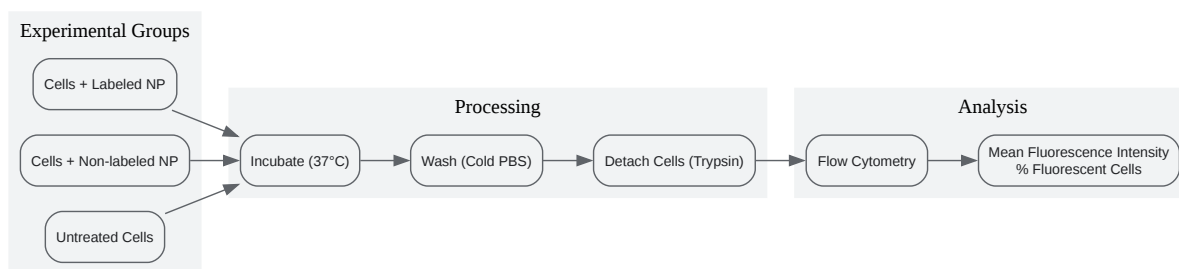 Experimental Groups
Cells + Labeled NP
Cells + Non-labeled NP
Untreated Cells
Processing
Incubate (37°C)
Wash (Cold PBS)
Detach Cells (Trypsin)
Analysis
Flow Cytometry
Mean Fluorescence Intensity
% Fluorescent Cells